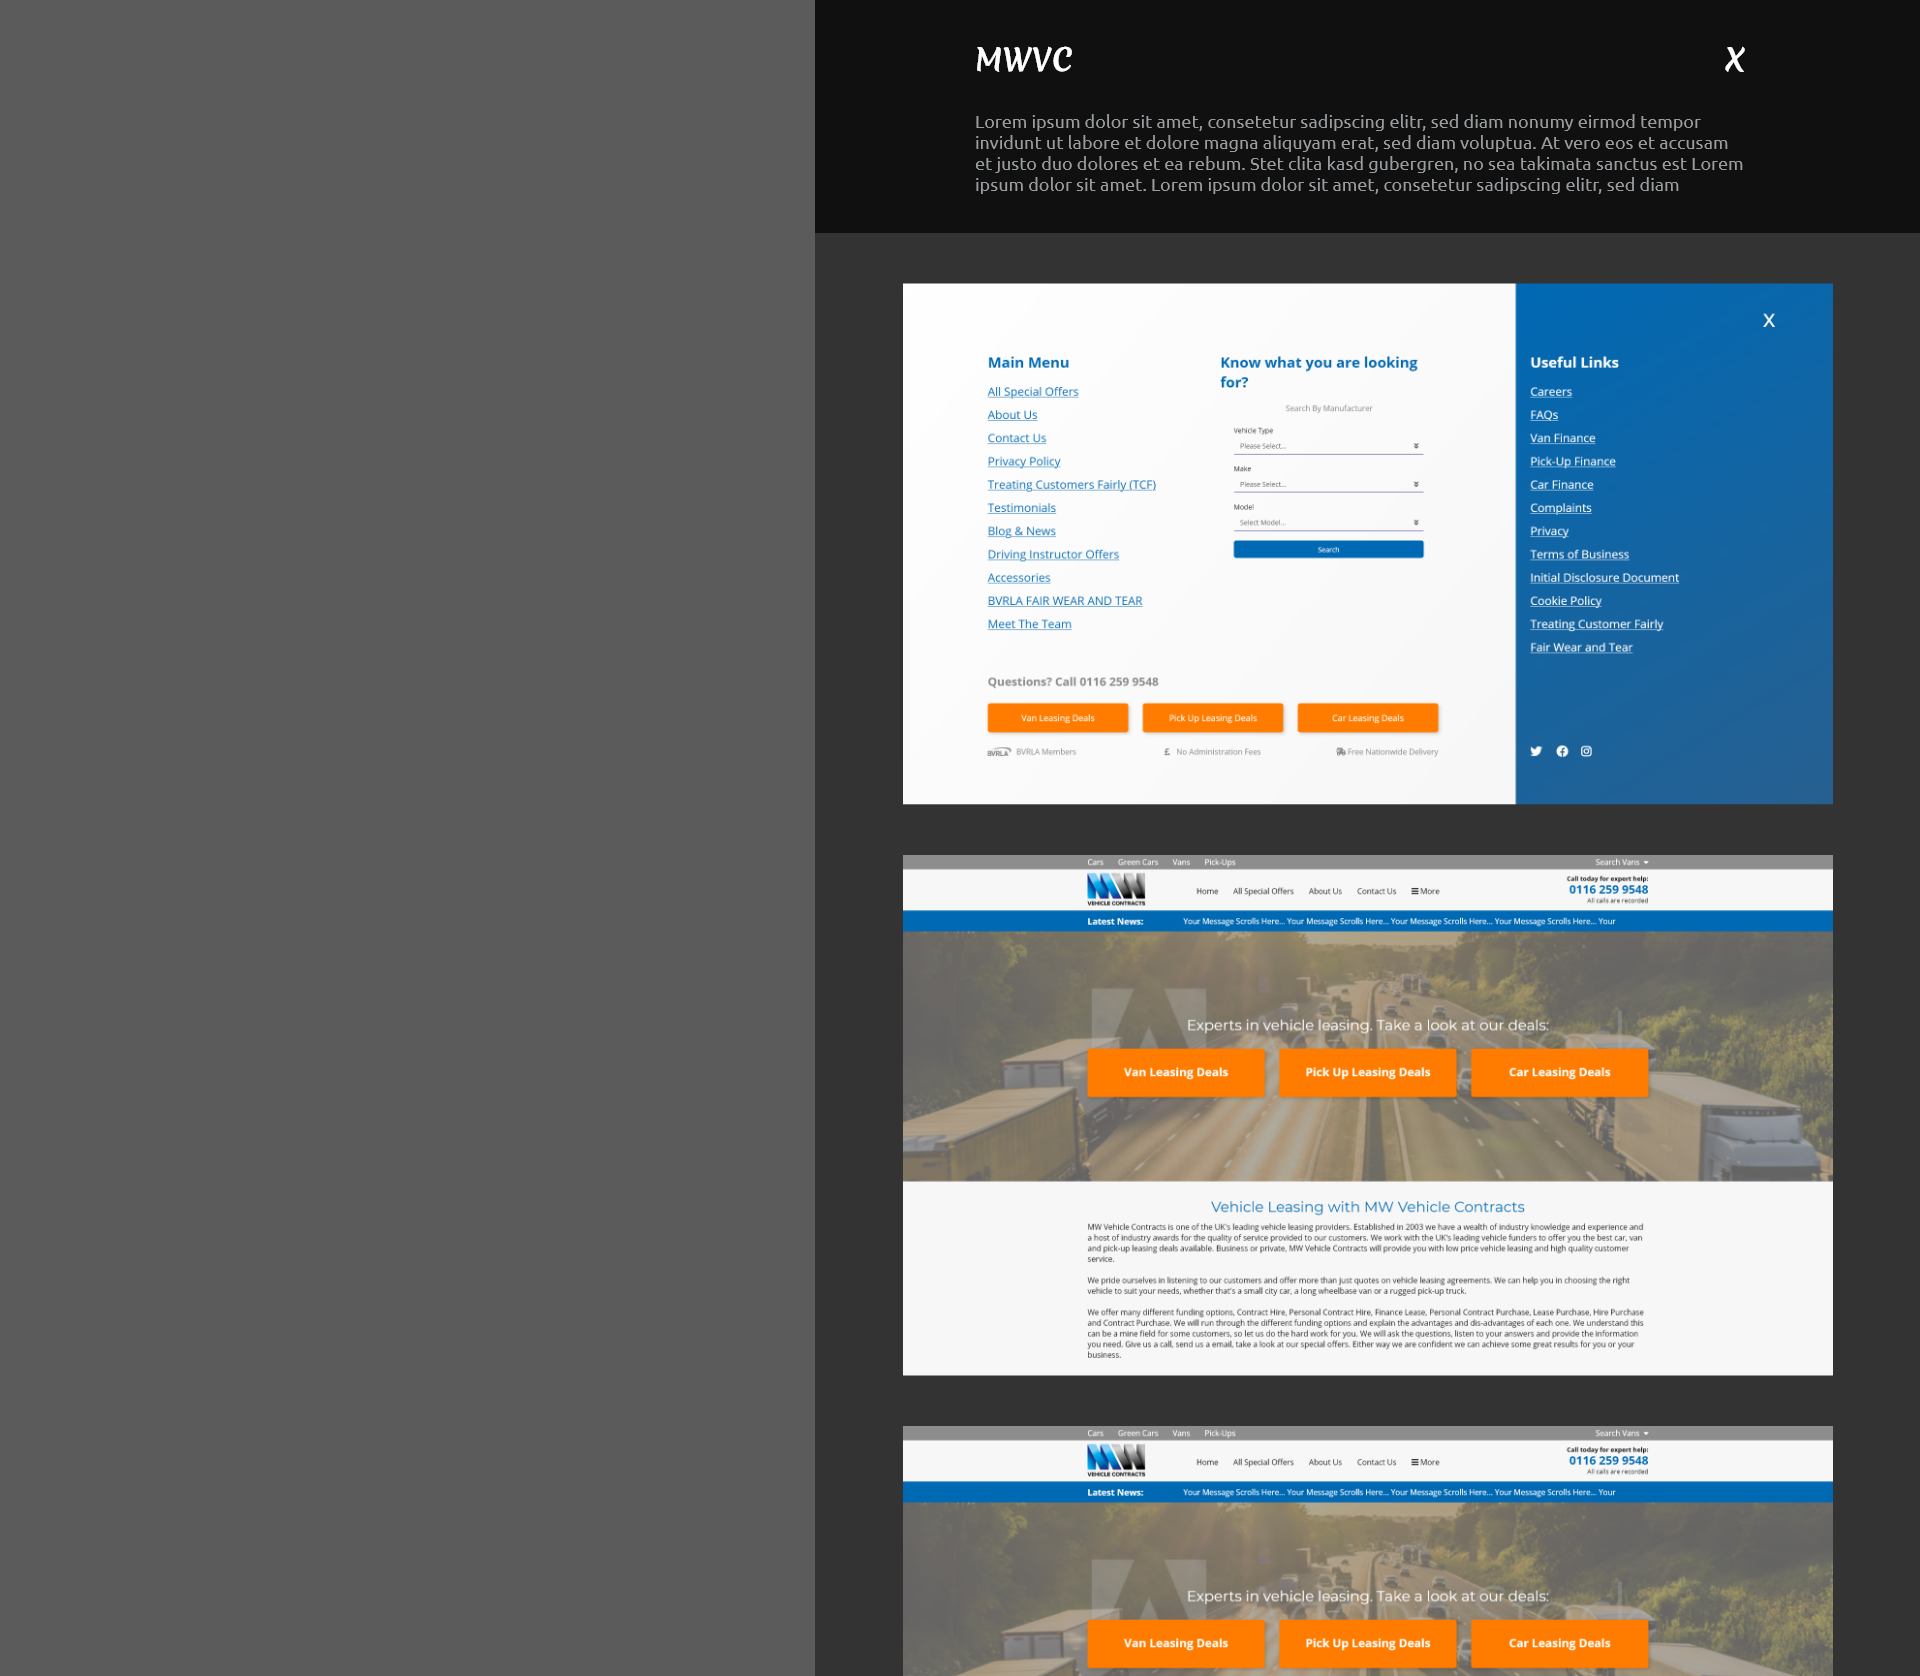 MWVC
X
Lorem ipsum dolor sit amet, consetetur sadipscing elitr, sed diam nonumy eirmod tempor
invidunt ut labore et dolore magna aliquyam erat, sed diam voluptua. At vero eos et accusam
et justo duo dolores et ea rebum. Stet clita kasd gubergren, no sea takimata sanctus est Lorem
ipsum dolor sit amet. Lorem ipsum dolor sit amet, consetetur sadipscing elitr, sed diam
X
Main Menu
All Special Offers
About Us
Contact Us
Privacy Policy
Treating Customers Fairly (TCF)
Testimonials
Blog & News
Driving Instructor Offers
Accessories
BVRLA FAIR WEAR AND TEAR
Meet The Team
Know what you are looking
for?
Search By Manufacturer
Vehicle Type
Please Select...
Make
Please Select...
Model
Select Model...
Search
Questions? Call 0116 259 9548
Van Leasing Deals
Pick Up Leasing Deals
Car Leasing Deals
BVRLA BVRLA Members
£ No Administration Fees
Free Nationwide Delivery
Useful Links
Careers
FAQs
Van Finance
Pick-Up Finance
Car Finance
Complaints
Privacy
Terms of Business
Initial Disclosure Document
Cookie Policy
Treating Customer Fairly
Fair Wear and Tear
Cars Green Cars Vans Pick-Ups Search Vans
MW
VEHICLE CONTRACTS
Home All Special Offers About Us Contact Us More
Call today for expert help:
0116 259 9548
All calls are recorded
Latest News: Your Message Scrolls Here... Your Message Scrolls Here... Your Message Scrolls Here... Your Message Scrolls Here... Your
Experts in vehicle leasing. Take a look at our deals:
Van Leasing Deals
Pick Up Leasing Deals
Car Leasing Deals
Vehicle Leasing with MW Vehicle Contracts
MW Vehicle Contracts is one of the UK's leading vehicle leasing providers. Established in 2003 we have a wealth of industry knowledge and experience and
a host of industry awards for the quality of service provided to our customers. We work with the UK's leading vehicle funders to offer you the best car, van
and pick-up leasing deals available. Business or private, MW Vehicle Contracts will provide you with low price vehicle leasing and high quality customer
service.
We pride ourselves in listening to our customers and offer more than just quotes on vehicle leasing agreements. We can help you in choosing the right
vehicle to suit your needs, whether that's a small city car, a long wheelbase van or a rugged pick-up truck.
We offer many different funding options, Contract Hire, Personal Contract Hire, Finance Lease, Personal Contract Purchase, Lease Purchase, Hire Purchase
and Contract Purchase. We will run through the different funding options and explain the advantages and dis-advantages of each one. We understand this
can be a mine field for some customers, so let us do the hard work for you. We will ask the questions, listen to your answers and provide the information
you need. Give us a call, send us a email, take a look at our special offers. Either way we are confident we can achieve some great results for you or your
business.
Cars Green Cars Vans Pick-Ups Search Vans
MW
VEHICLE CONTRACTS
Home All Special Offers About Us Contact Us More
Call today for expert help:
0116 259 9548
All calls are recorded
Latest News: Your Message Scrolls Here... Your Message Scrolls Here... Your Message Scrolls Here... Your Message Scrolls Here... Your
Experts in vehicle leasing. Take a look at our deals:
Van Leasing Deals
Pick Up Leasing Deals
Car Leasing Deals